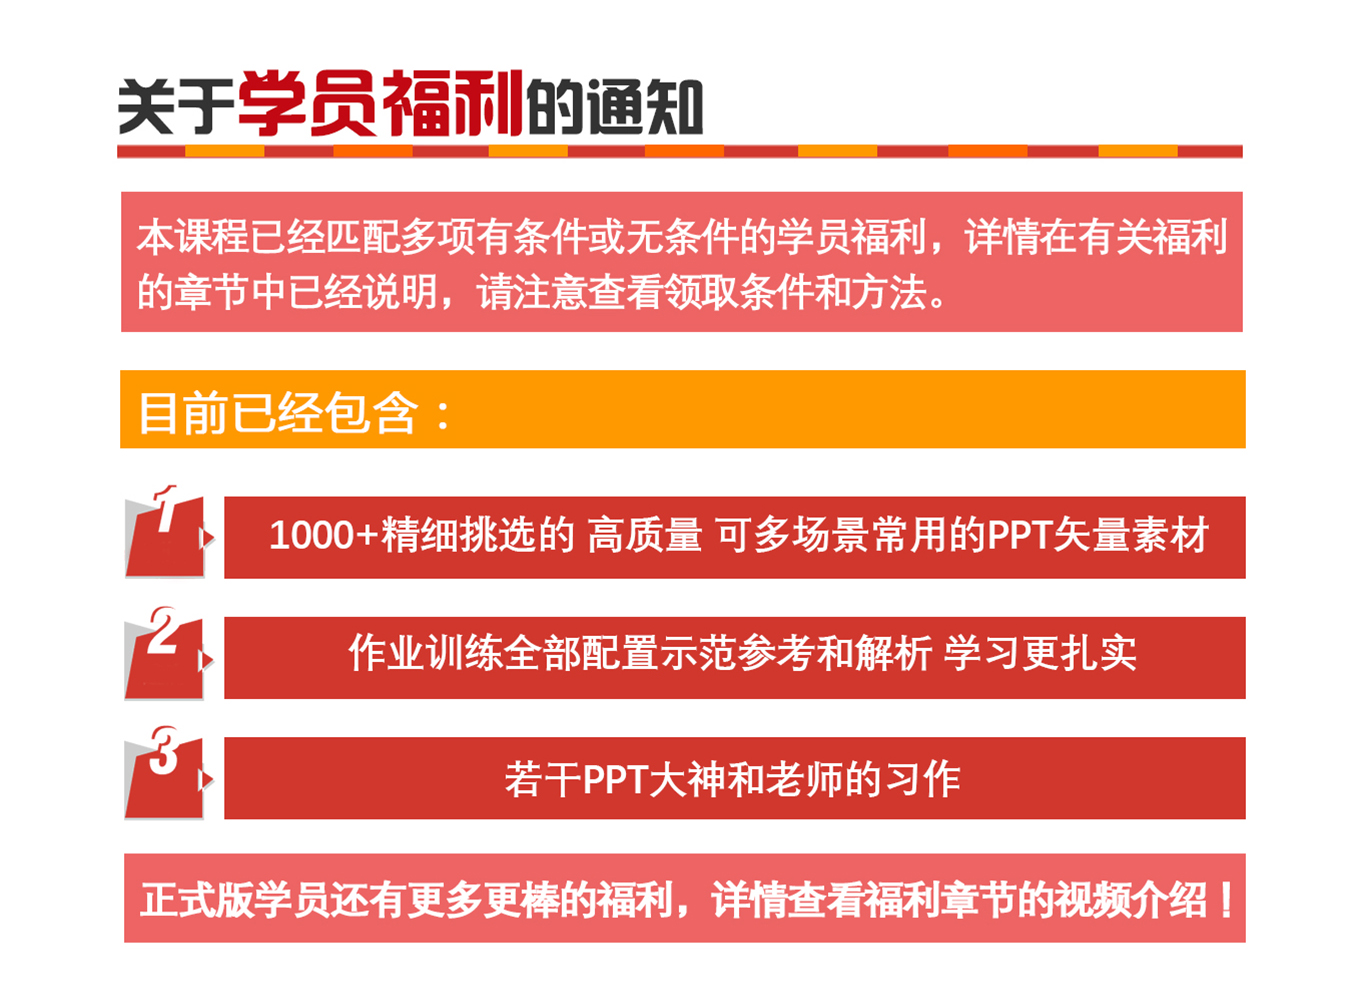 关于学员福利的通知
本课程已经匹配多项有条件或无条件的学员福利，详情在有关福利
的章节中已经说明，请注意查看领取条件和方法。
目前已经包含：
1
1000+精细挑选的 高质量 可多场景常用的PPT矢量素材
2
作业训练全部配置示范参考和解析 学习更扎实
3
若干PPT大神和老师的习作
正式版学员还有更多更棒的福利，详情查看福利章节的视频介绍！